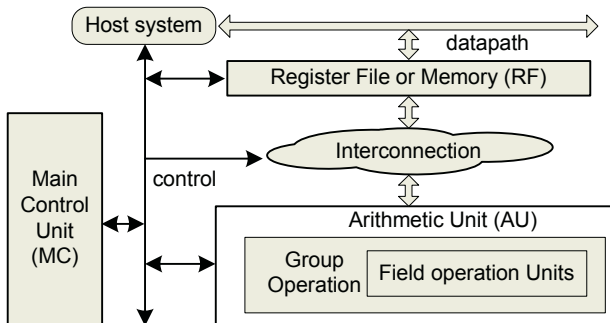 Host system
datapath
Register File or Memory (RF)
Interconnection
control
Main
Control
Unit
(MC)
Arithmetic Unit (AU)
Group
Operation
Field operation Units